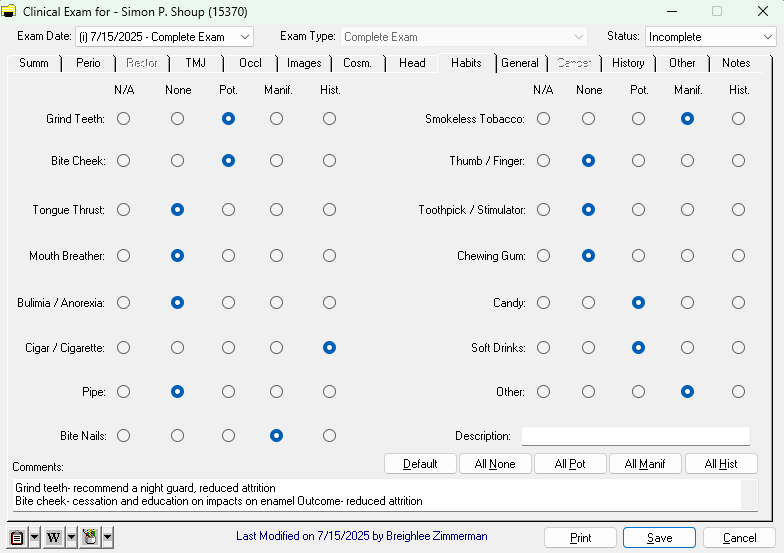 Clinical Exam for - Simon P. Shoup (15370)
Exam Date: (i) 7/15/2025 - Complete Exam Exam Type: Complete Exam Status: Incomplete
Summ Perio Restor TMJ Occl Images Cosm. Head Habits General Cancer History Other Notes
N/A None Pot. Manif. Hist. N/A None Pot. Manif. Hist.
Grind Teeth: Smokeless Tobacco:
Bite Cheek: Thumb / Finger:
Tongue Thrust: Toothpick / Stimulator:
Mouth Breather: Chewing Gum:
Bulimia / Anorexia: Candy:
Cigar / Cigarette: Soft Drinks:
Pipe: Other:
Bite Nails: Description:
Default All None All Pot All Manif All Hist
Comments:
Grind teeth- recommend a night guard, reduced attrition
Bite cheek- cessation and education on impacts on enamel Outcome- reduced attrition
W Last Modified on 7/15/2025 by Breighlee Zimmerman Print Save Cancel